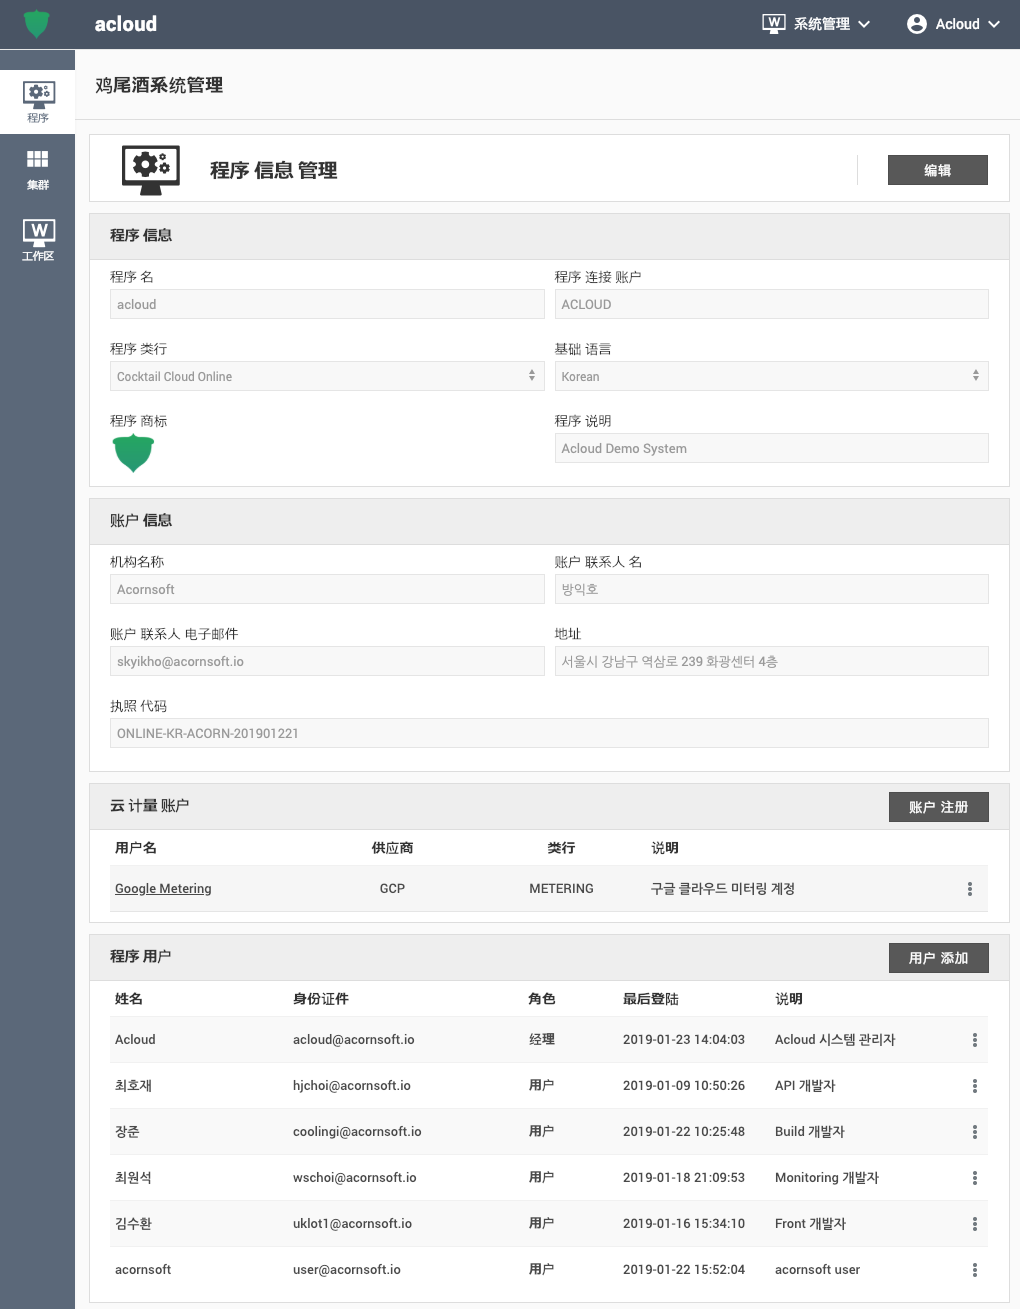 acloud
W 系统管理
Acloud
程序
集群
W
工作区
鸡尾酒系统管理
程序 信息 管理
编辑
程序 信息
程序 名
程序 连接 账户
acloud
ACLOUD
程序 类行
基础 语言
Cocktail Cloud Online
Korean
程序 商标
程序 说明
Acloud Demo System
账户 信息
机构名称
账户 联系人 名
Acornsoft
방익호
账户 联系人 电子邮件
地址
skyikho@acornsoft.io
서울시 강남구 역삼로 239 화광센터 4층
执照 代码
ONLINE-KR-ACORN-201901221
云 计量 账户
账户 注册
用户名 供应商 类行 说明
Google Metering GCP METERING 구글 클라우드 미터링 계정
程序 用户
用户 添加
姓名 身份证件 角色 最后登陆 说明
Acloud acloud@acornsoft.io 经理 2019-01-23 14:04:03 Acloud 시스템 관리자
최호재 hjchoi@acornsoft.io 用户 2019-01-09 10:50:26 API 개발자
장준 coolingi@acornsoft.io 用户 2019-01-22 10:25:48 Build 개발자
최원석 wschoi@acornsoft.io 用户 2019-01-18 21:09:53 Monitoring 개발자
김수환 uklot1@acornsoft.io 用户 2019-01-16 15:34:10 Front 개발자
acornsoft user@acornsoft.io 用户 2019-01-22 15:52:04 acornsoft user